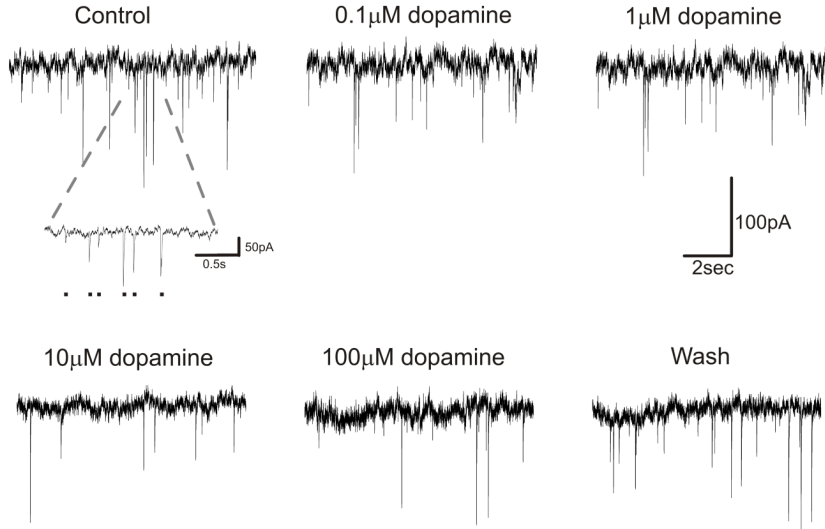 Control
0.1μM dopamine
1μM dopamine
50pA
0.5s
100pA
2sec
10μM dopamine
100μM dopamine
Wash